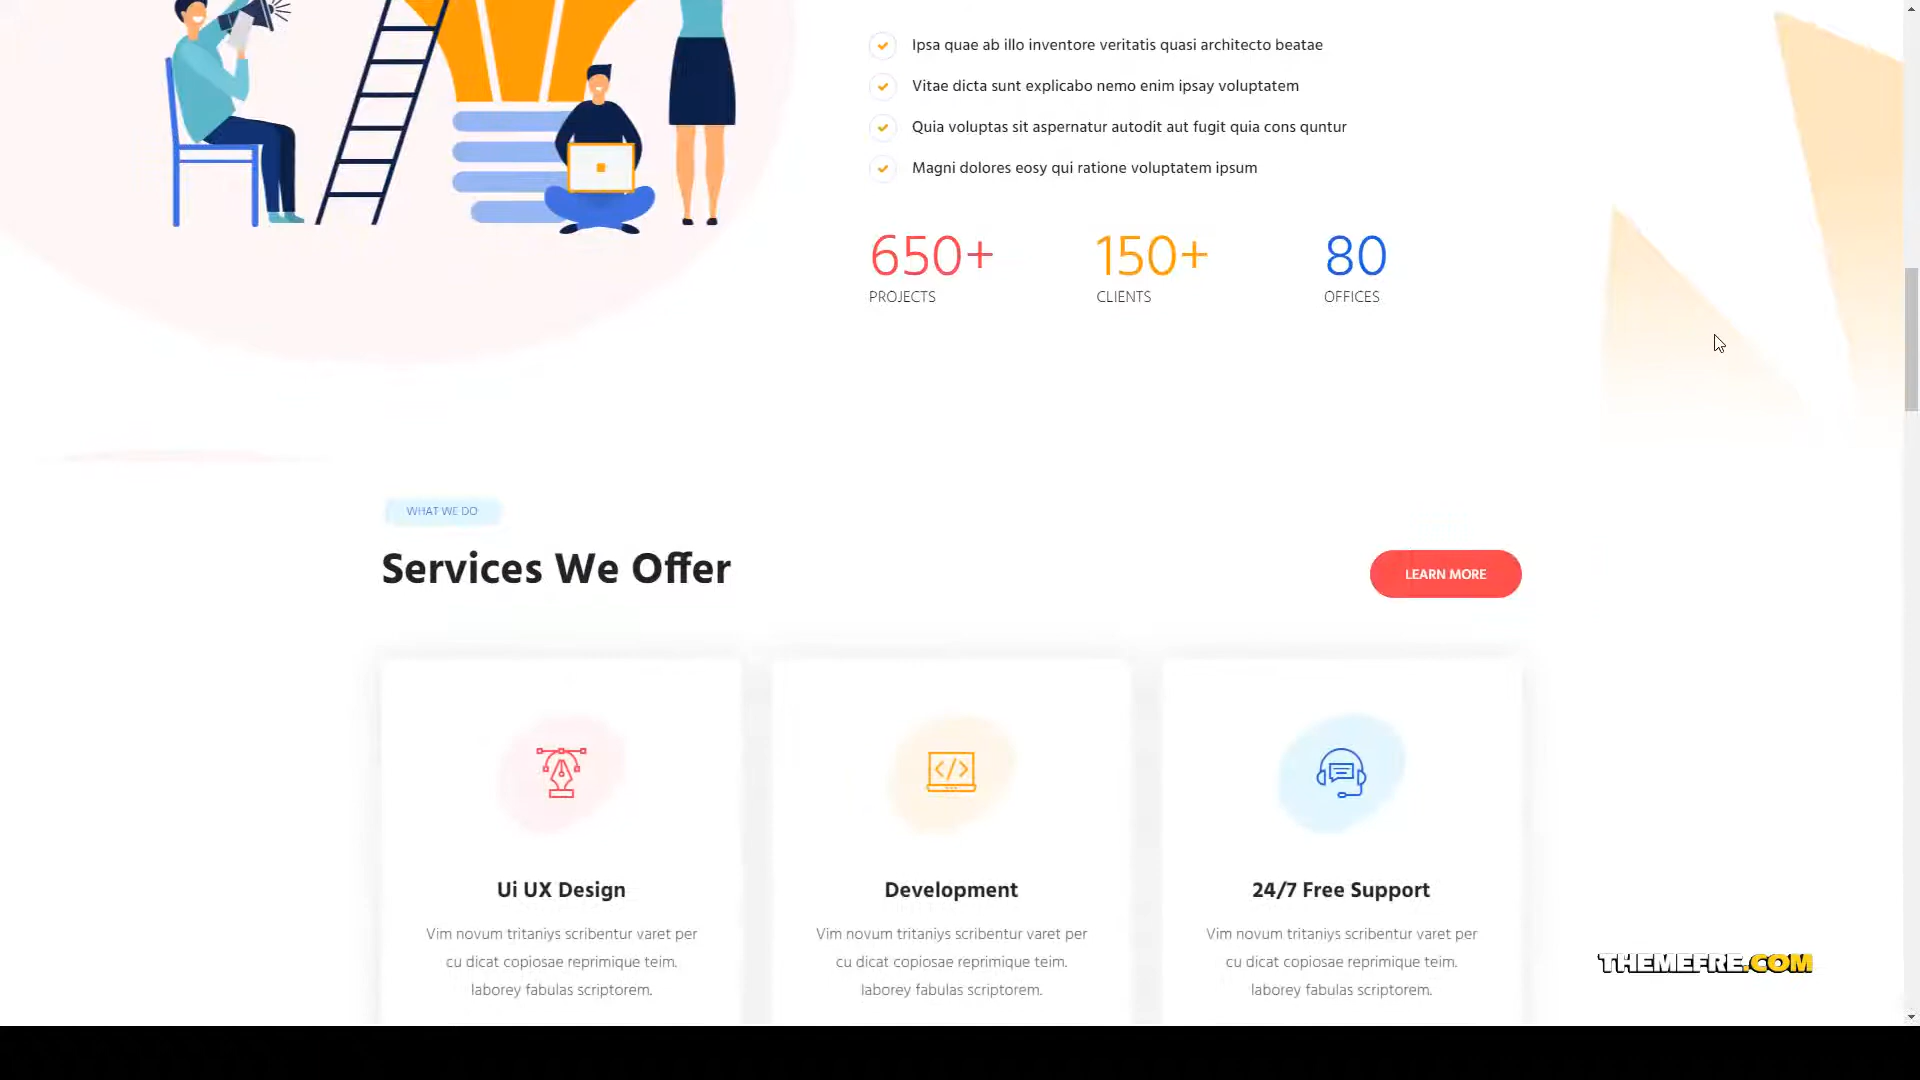 Ipsa quae ab illo inventore veritatis quasi architecto beatae
Vitae dicta sunt explicabo nemo enim ipsay voluptatem
Quia voluptas sit aspernatur autodit aut fugit quia cons quntur
Magni dolores eosy qui ratione voluptatem ipsum
650+ 150+ 80
PROJECTS CLIENTS OFFICES
WHAT WE DO
Services We Offer
LEARN MORE
Ui UX Design
Vim novum tritaniys scribentur varet per
cu dicat copiosae reprimique teim.
laborey fabulas scriptorem.
Development
Vim novum tritaniys scribentur varet per
cu dicat copiosae reprimique teim.
laborey fabulas scriptorem.
24/7 Free Support
Vim novum tritaniys scribentur varet per
cu dicat copiosae reprimique teim.
laborey fabulas scriptorem.
THEMEFRE.COM